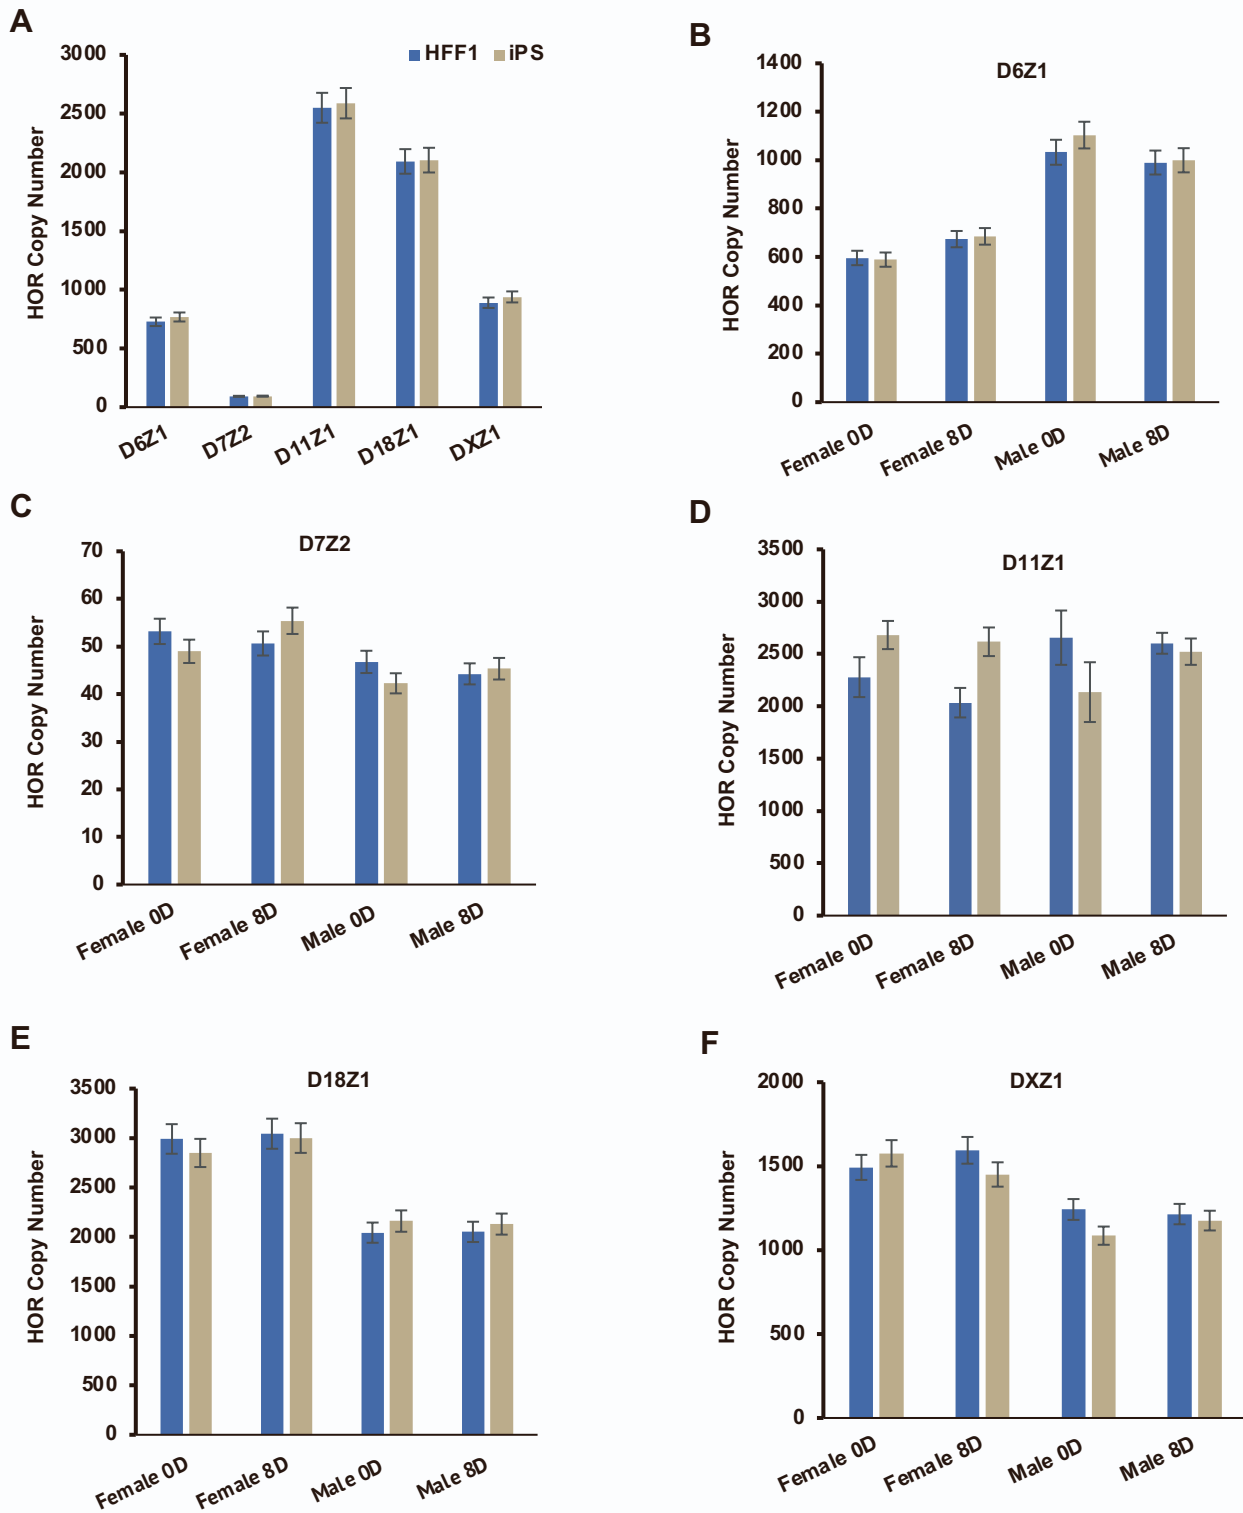 A
HFF1 iPS
HOR Copy Number
3000
2500
2000
1500
1000
500
0
D6Z1 D7Z2 D11Z1 D18Z1 DXZ1
B
D6Z1
HOR Copy Number
1400
1200
1000
800
600
400
200
0
Female 0D Female 8D Male 0D Male 8D
C
D7Z2
HOR Copy Number
70
60
50
40
30
20
10
0
Female 0D Female 8D Male 0D Male 8D
D
D11Z1
HOR Copy Number
3500
3000
2500
2000
1500
1000
500
0
Female 0D Female 8D Male 0D Male 8D
E
D18Z1
HOR Copy Number
3500
3000
2500
2000
1500
1000
500
0
Female 0D Female 8D Male 0D Male 8D
F
DXZ1
HOR Copy Number
2000
1500
1000
500
0
Female 0D Female 8D Male 0D Male 8D